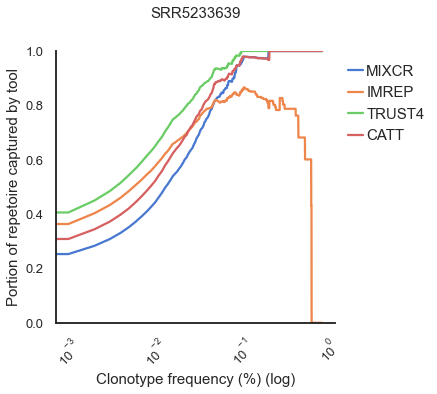 SRR5233639
Portion of repetoire captured by tool
1.0
0.8
0.6
0.4
0.2
0.0
10⁻³
10⁻²
10⁻¹
10⁰
Clonotype frequency (%) (log)
MIXCR
IMREP
TRUST4
CATT